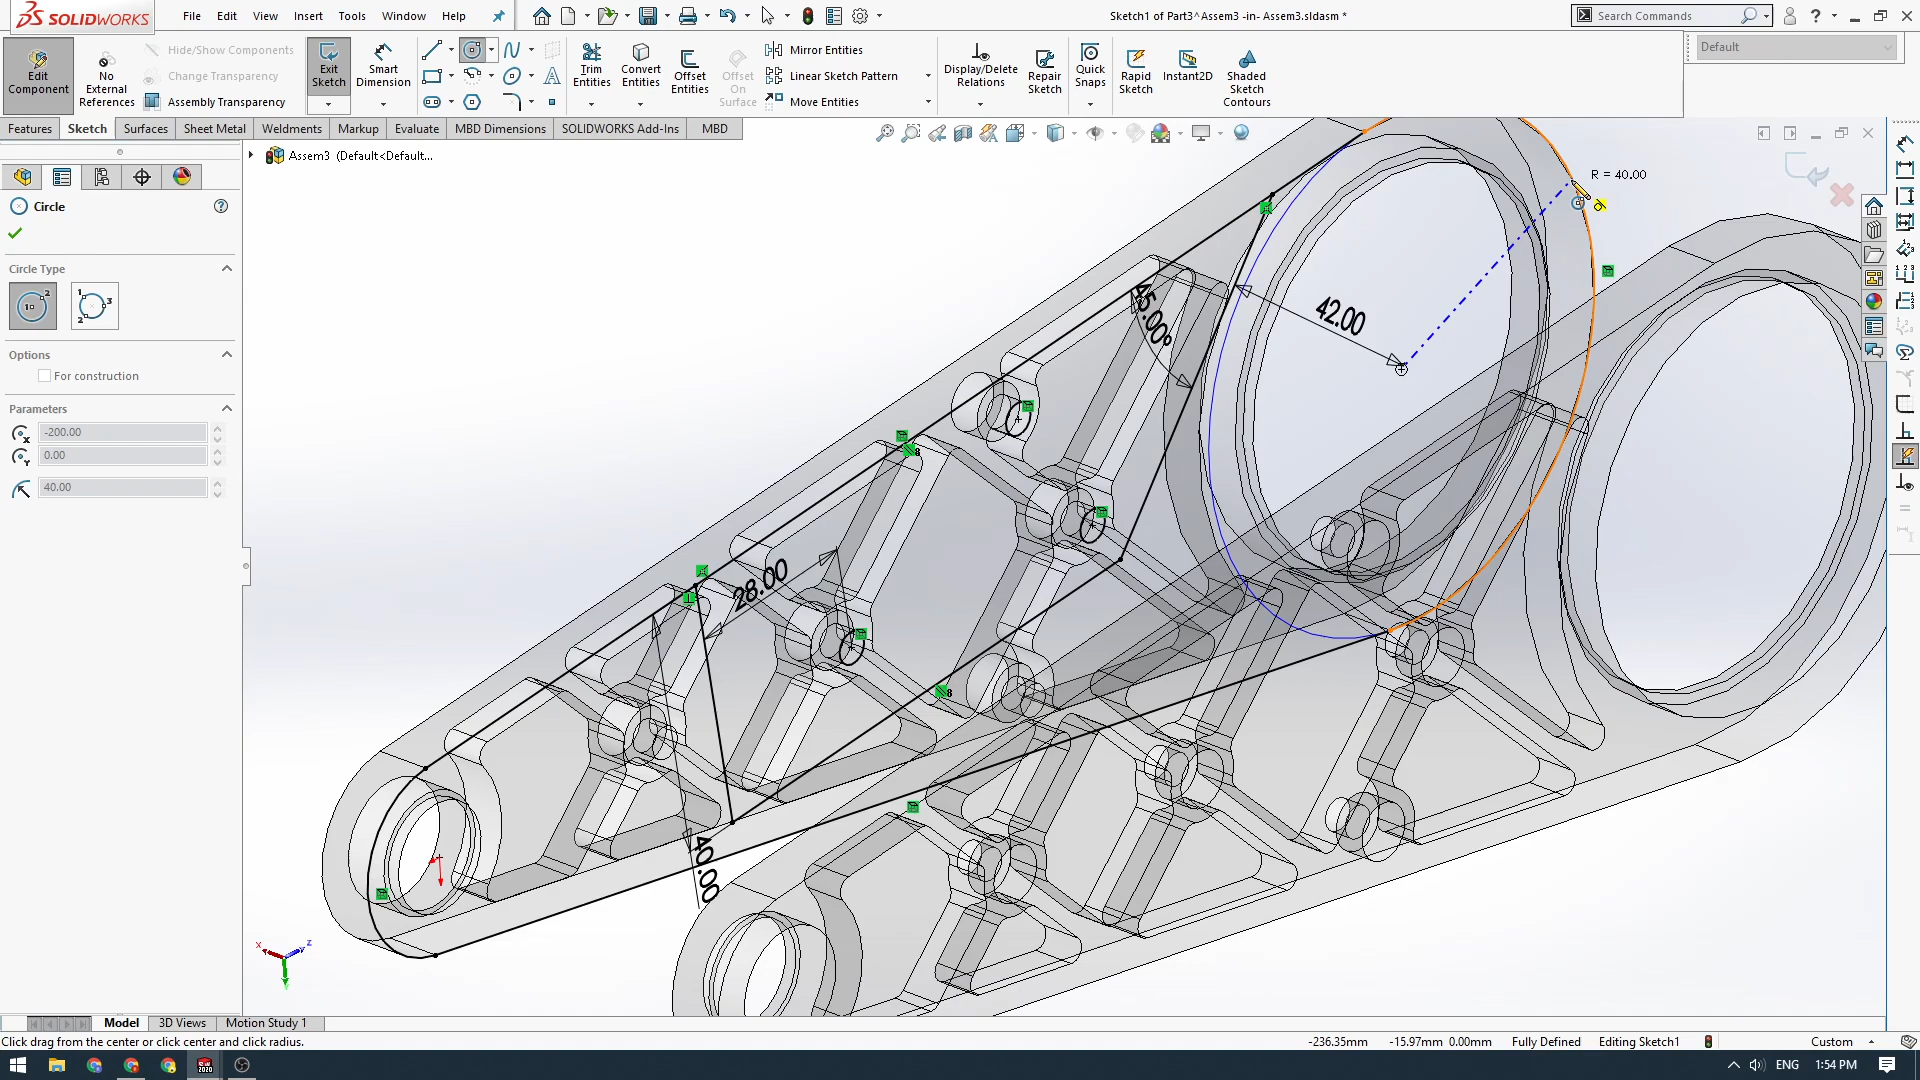 SOLIDWORKS
File
Edit
View
Insert
Tools
Window
Help
Sketch1 of Part3^Assem3 -in- Assem3.sldasm *
Search Commands
Edit
Component
No
External
References
Hide/Show Components
Change Transparency
Assembly Transparency
Exit
Sketch
Smart
Dimension
Trim
Entities
Convert
Entities
Offset
Entities
Offset
On
Surface
Mirror Entities
Linear Sketch Pattern
Move Entities
Display/Delete
Relations
Repair
Sketch
Quick
Snaps
Rapid
Sketch
Instant2D
Shaded
Sketch
Contours
Default
Features
Sketch
Surfaces
Sheet Metal
Weldments
Markup
Evaluate
MBD Dimensions
SOLIDWORKS Add-Ins
MBD
Assem3 (Default<Default...
Circle
Circle Type
Options
For construction
Parameters
-200.00
0.00
40.00
R = 40.00
42.00
45.00°
28.00
40.00
8
8
x
z
Model
3D Views
Motion Study 1
Click drag from the center or click center and radius.
-236.35mm
-15.97mm
0.00mm
Fully Defined
Editing Sketch1
Custom
ENG
1:54 PM